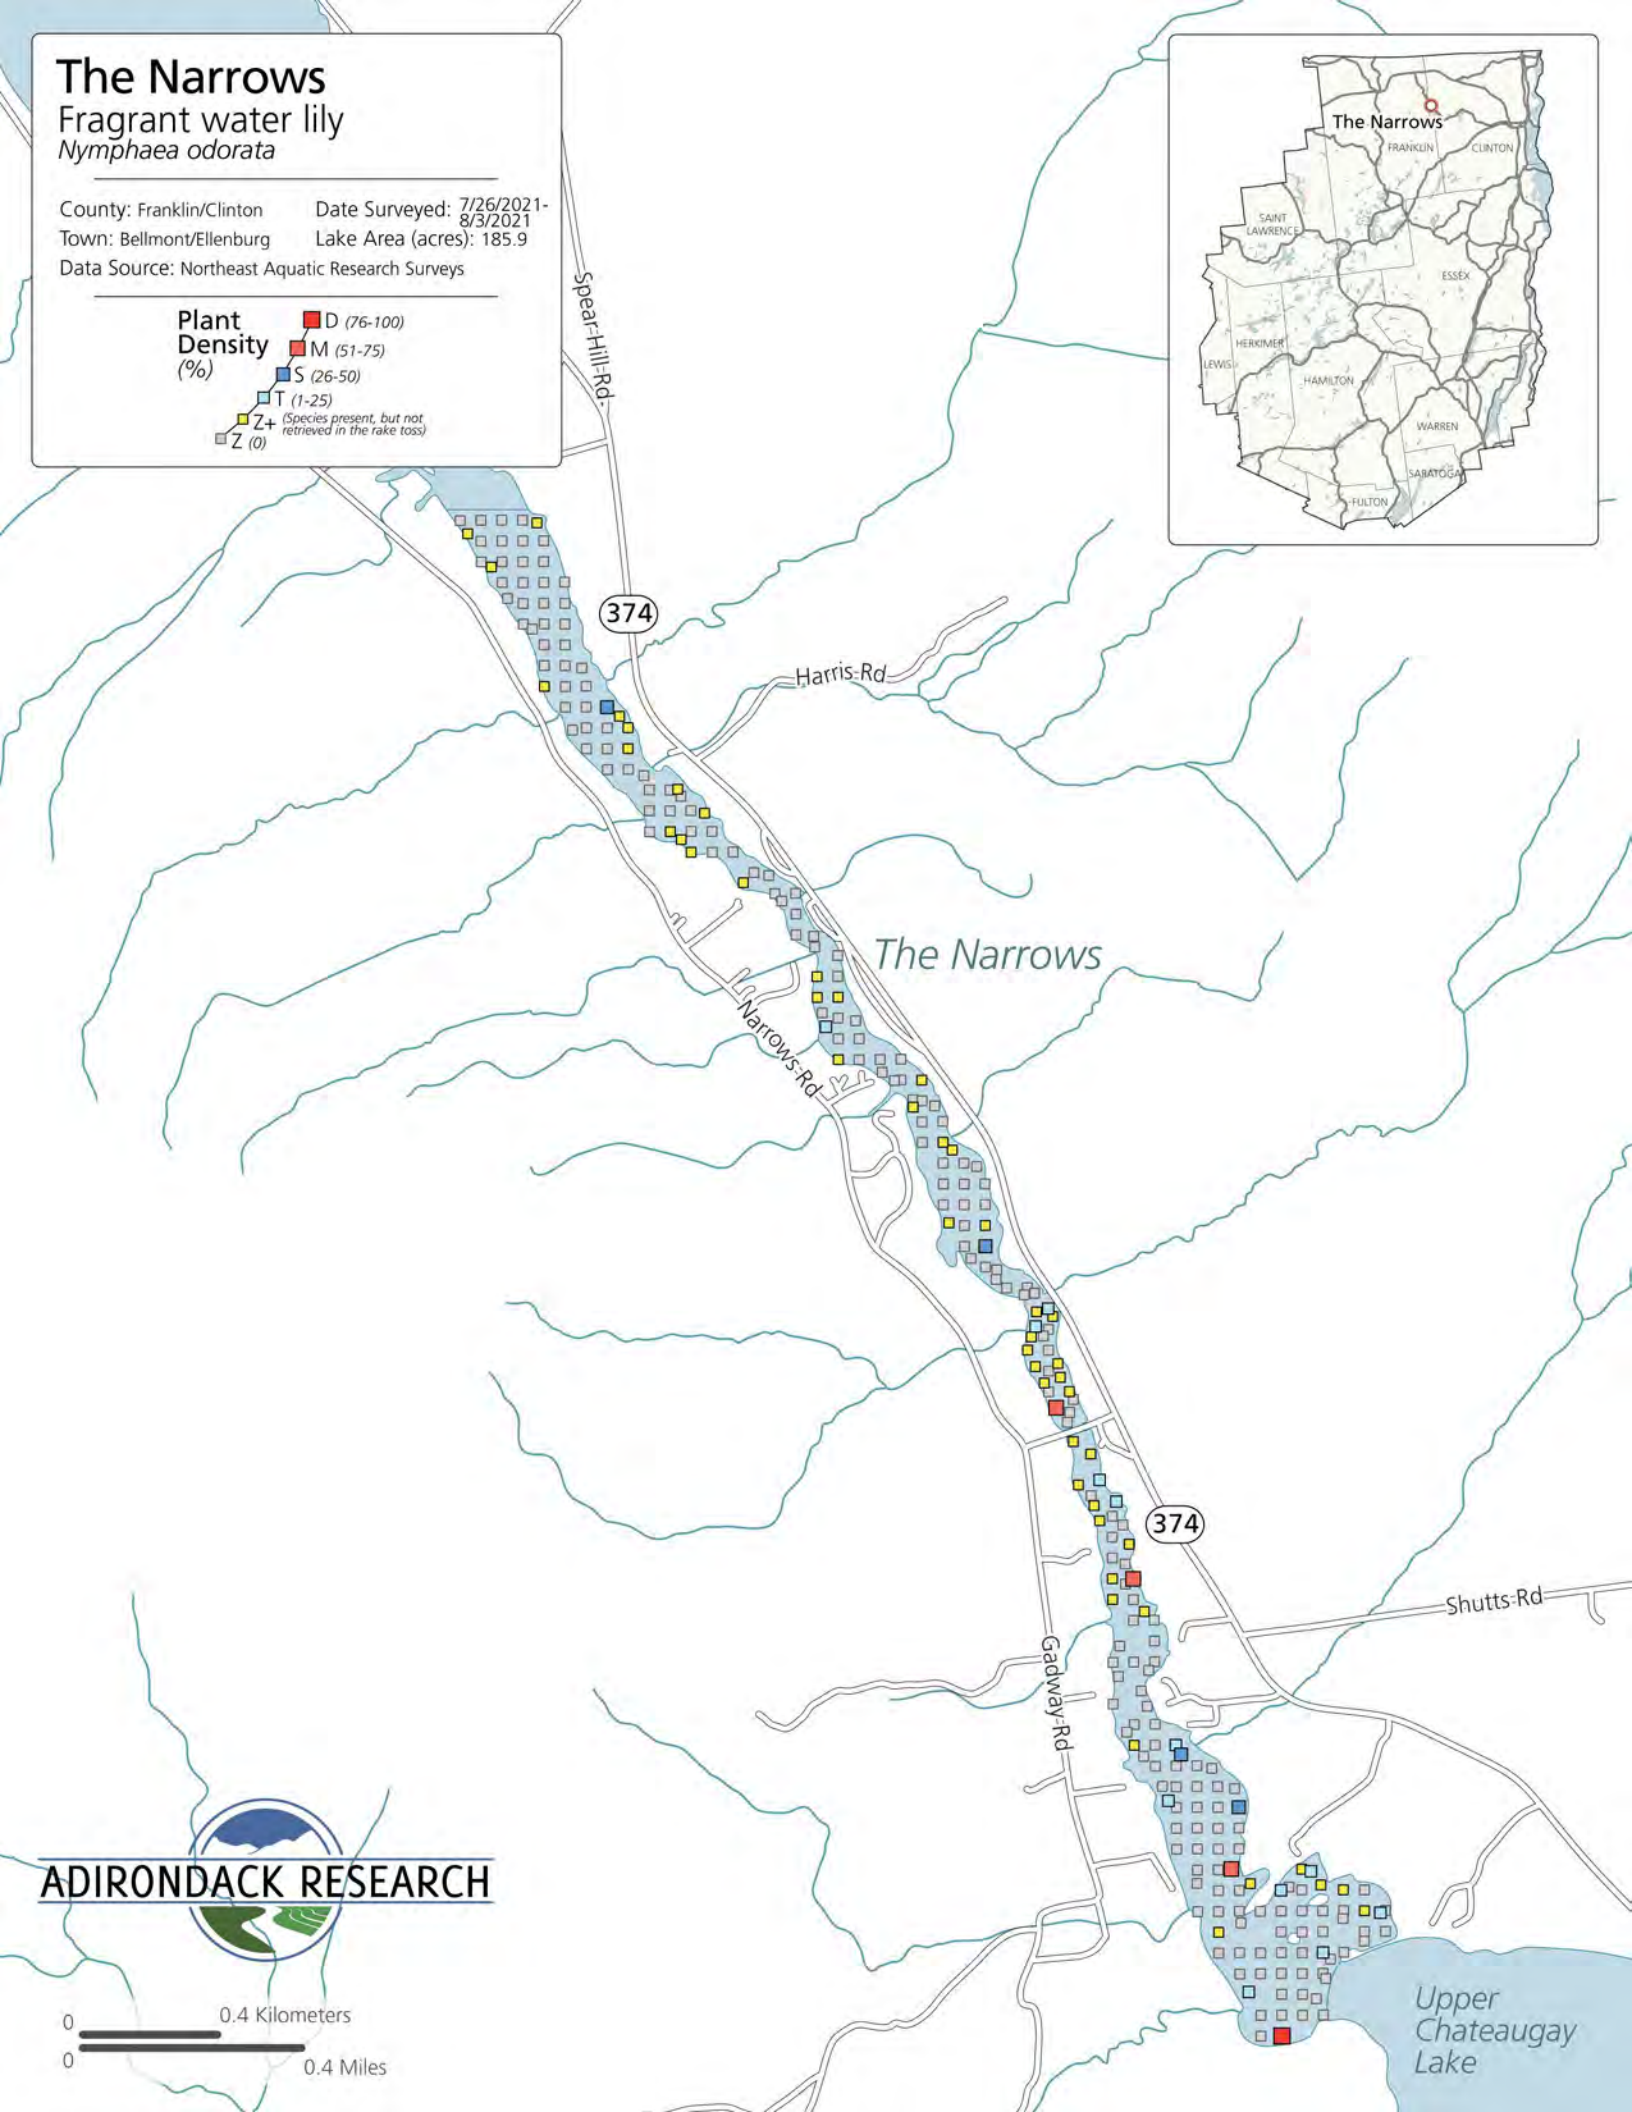 The Narrows
Fragrant water lily
Nymphaea odorata
County: Franklin/Clinton
Date Surveyed: 7/26/2021-
8/3/2021
Town: Bellmont/Ellenburg
Lake Area (acres): 185.9
Data Source: Northeast Aquatic Research Surveys
Plant
Density
(%)
D (76-100)
M (51-75)
S (26-50)
T (1-25)
Z+ (Species present, but not
retrieved in the rake toss)
Z (0)
The Narrows
FRANKLIN
CLINTON
SAINT
LAWRENCE
ESSEX
HERKIMER
LEWIS
HAMILTON
WARREN
SARATOGA
FULTON
Spear-Hill-Rd-
374
Harris-Rd
The Narrows
Narrows-Rd
374
Shutts-Rd
Gadway-Rd
ADIRONDACK RESEARCH
0
0.4 Kilometers
0
0.4 Miles
Upper
Chateaugay
Lake